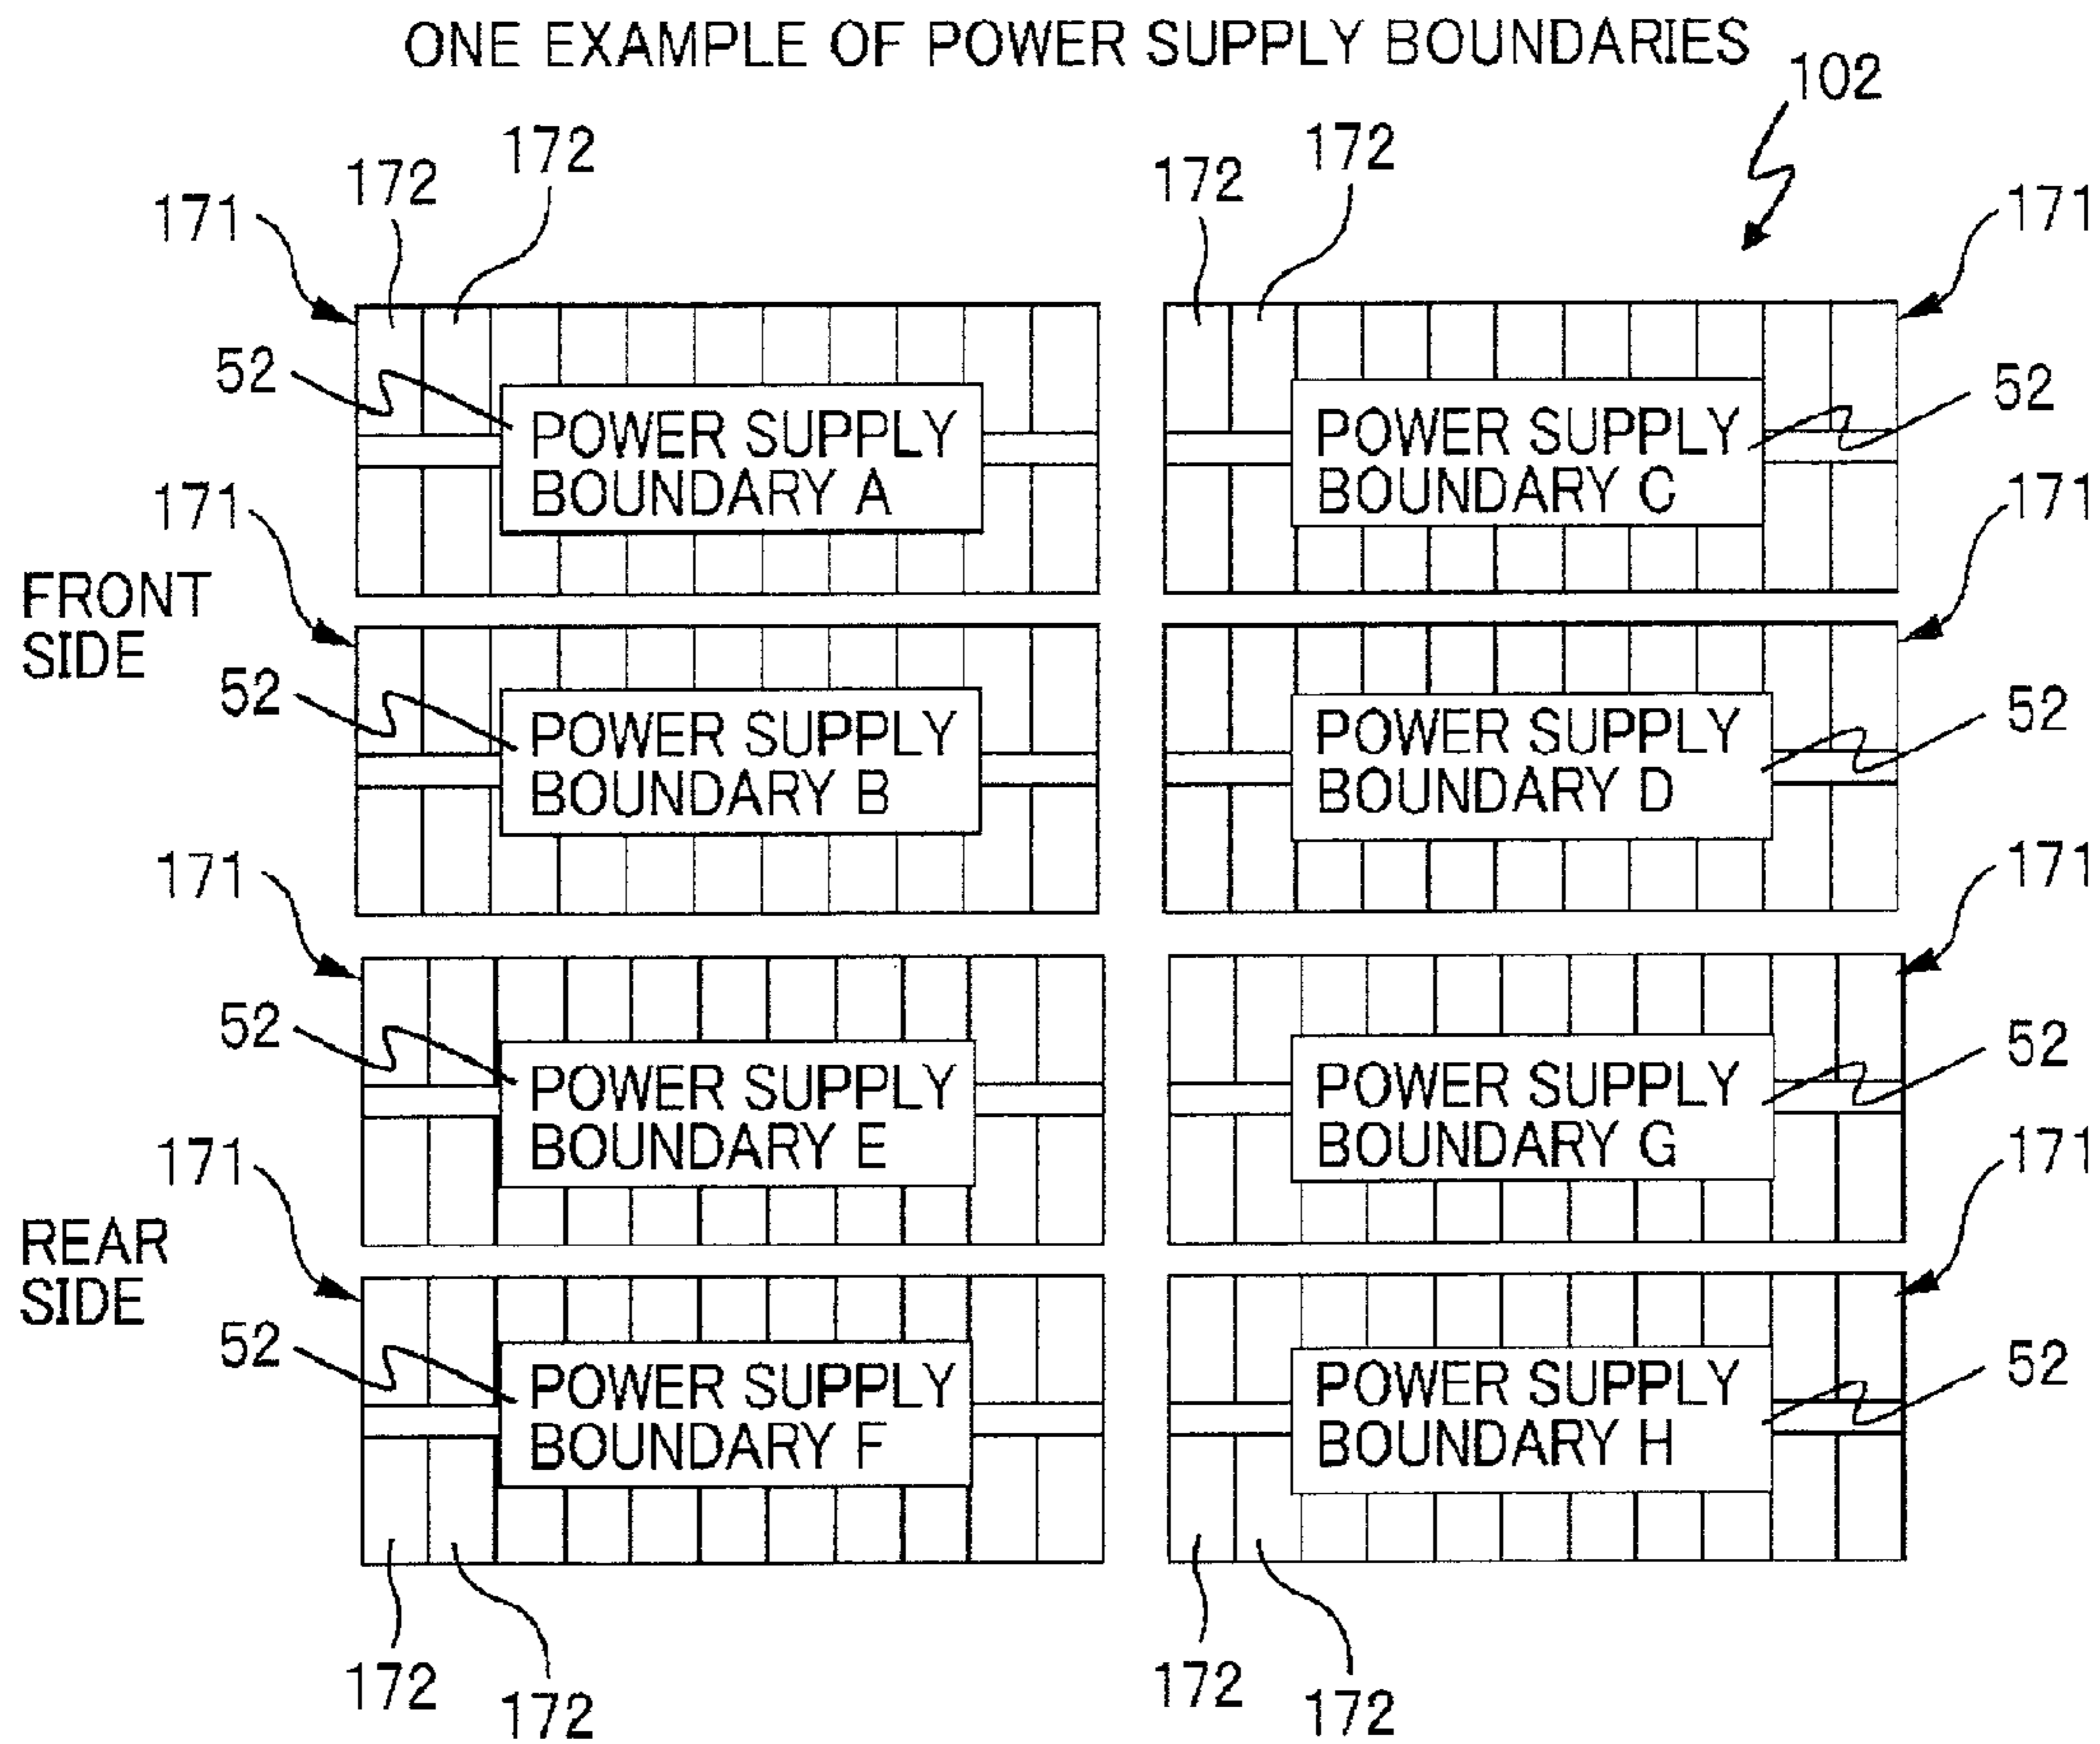 ONE EXAMPLE OF POWER SUPPLY BOUNDARIES
102
172 172 172 172
171 171
52 POWER SUPPLY POWER SUPPLY 52
BOUNDARY A BOUNDARY C
171 171
FRONT
SIDE
52 POWER SUPPLY POWER SUPPLY 52
BOUNDARY B BOUNDARY D
171 171
52 POWER SUPPLY POWER SUPPLY 52
BOUNDARY E BOUNDARY G
171 171
REAR
SIDE
52 POWER SUPPLY POWER SUPPLY 52
BOUNDARY F BOUNDARY H
172 172 172 172